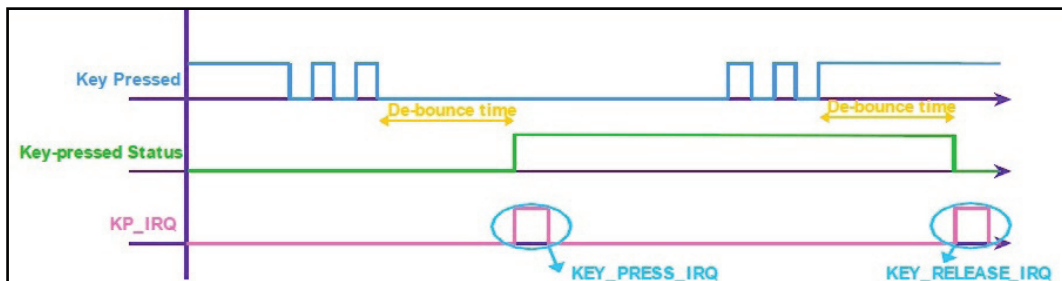 Key Pressed
De-bounce time
De-bounce time
Key-pressed Status
KP_IRQ
KEY_PRESS_IRQ
KEY_RELEASE_IRQ